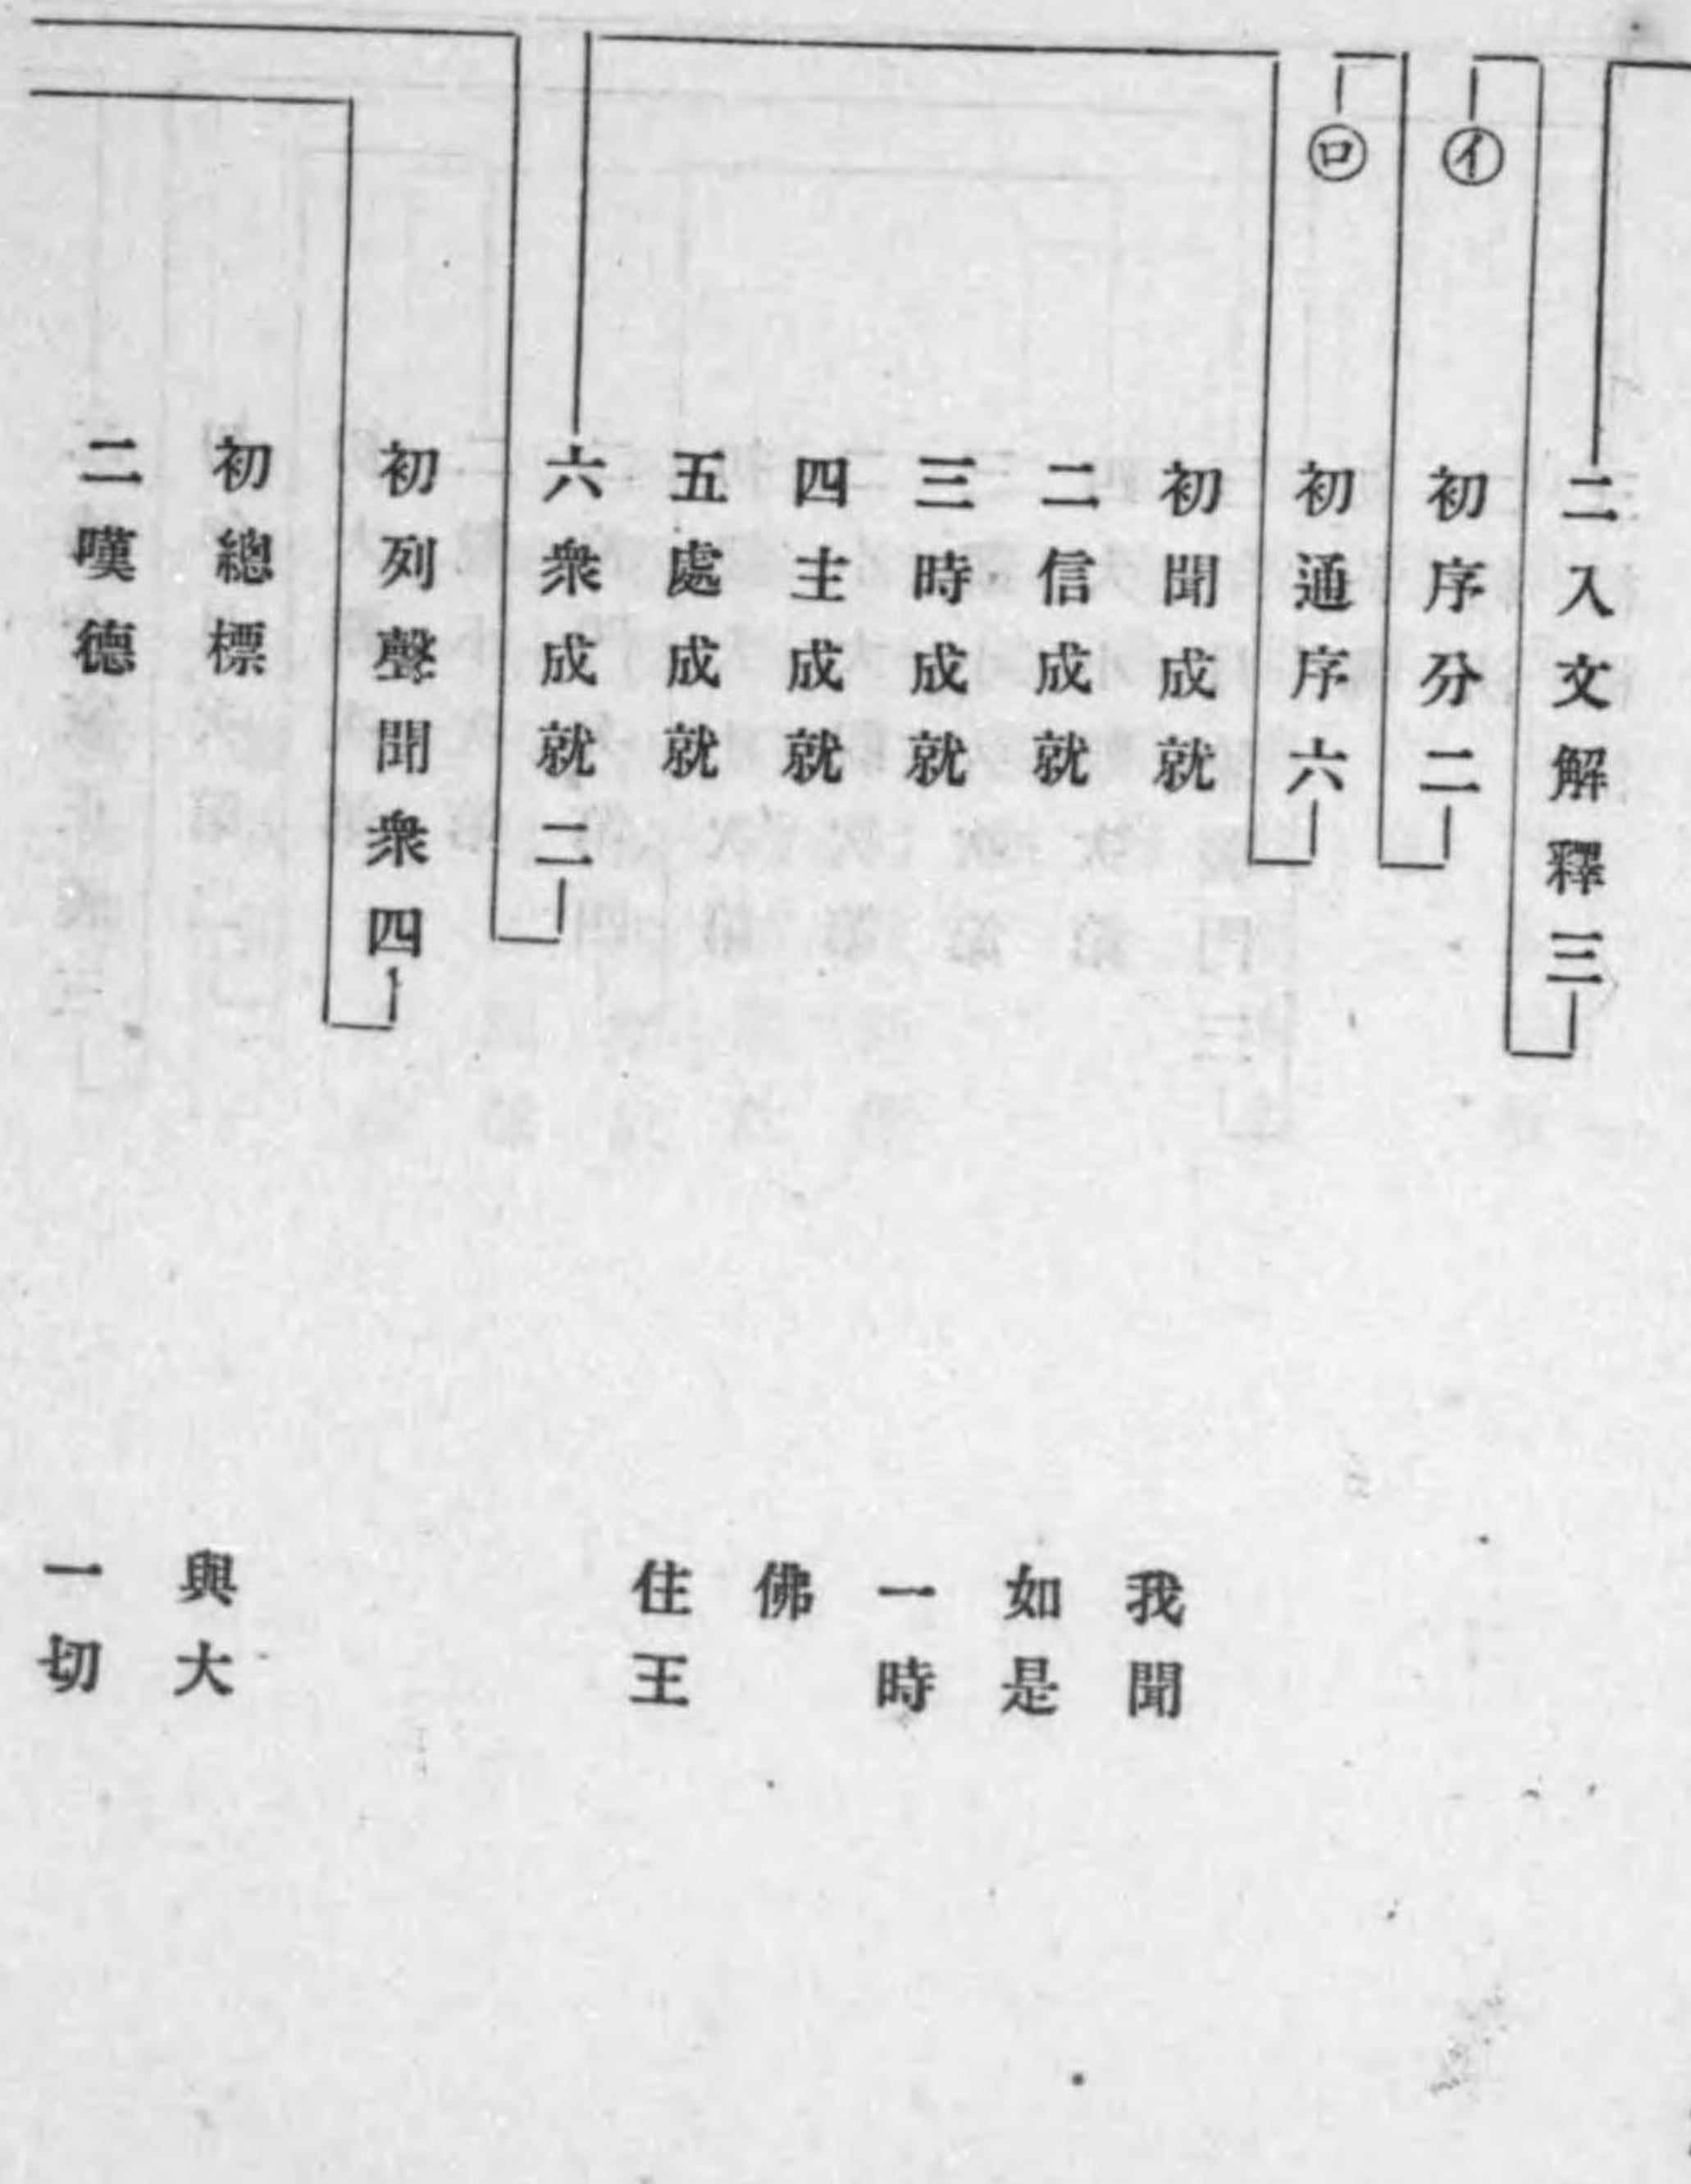 二入文解釋三
㋑
初序分二
㋺
初通序六
初聞成就 我聞
二信成就 如是
三時成就 一時
四主成就 佛
五處成就 住王
六衆成就二
初列聲聞衆四
初總標 與大
二嘆德 一切